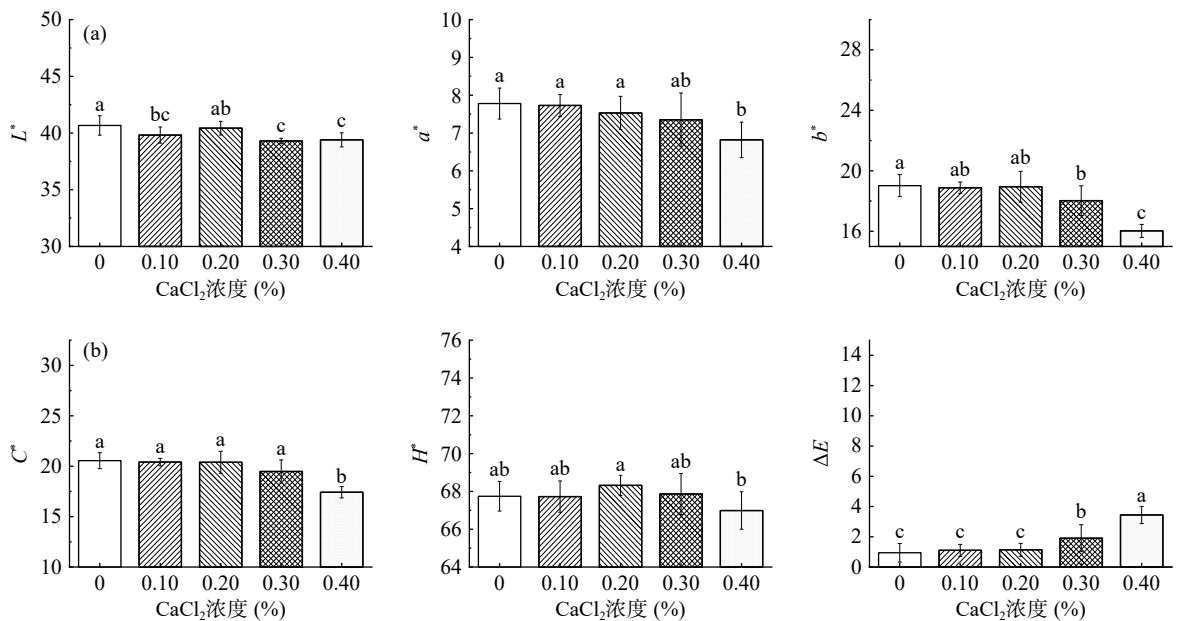 (a)
L*
50
45
40
35
30
a
bc
ab
c
c
0 0.10 0.20 0.30 0.40
CaCl₂浓度 (%)
a*
10
9
8
7
6
5
4
a
a
a
ab
b
0 0.10 0.20 0.30 0.40
CaCl₂浓度 (%)
b*
28
24
20
16
a
ab
ab
b
c
0 0.10 0.20 0.30 0.40
CaCl₂浓度 (%)
(b)
C*
30
25
20
15
10
a
a
a
a
b
0 0.10 0.20 0.30 0.40
CaCl₂浓度 (%)
H*
76
74
72
70
68
66
64
ab
ab
a
ab
a
0 0.10 0.20 0.30 0.40
CaCl₂浓度 (%)
ΔE
14
12
10
8
6
4
2
0
c
c
c
b
a
0 0.10 0.20 0.30 0.40
CaCl₂浓度 (%)